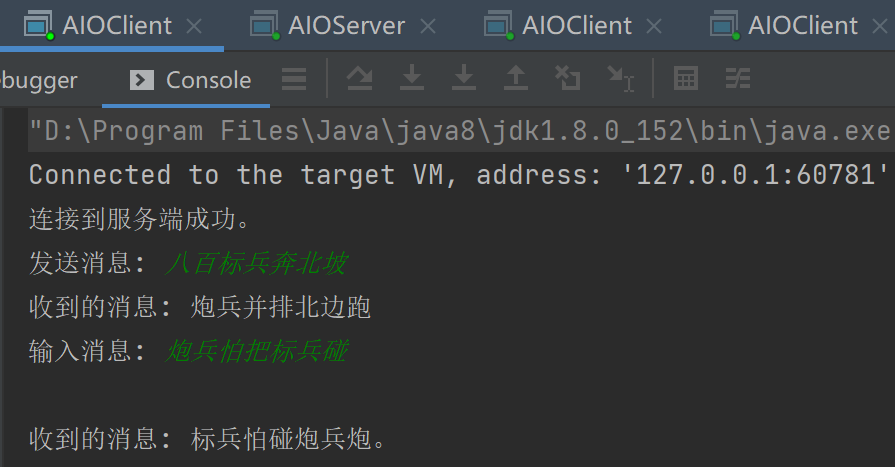 AIOClient AIOServer AIOClient AIOClient
ebugger Console
"D:\Program Files\Java\java8\jdk1.8.0_152\bin\java.exe
Connected to the target VM, address: '127.0.0.1:60781'
连接到服务端成功。
发送消息: 八百标兵奔北坡
收到的消息: 炮兵并排北边跑
输入消息: 炮兵怕把标兵碰
收到的消息: 标兵怕碰炮兵炮。